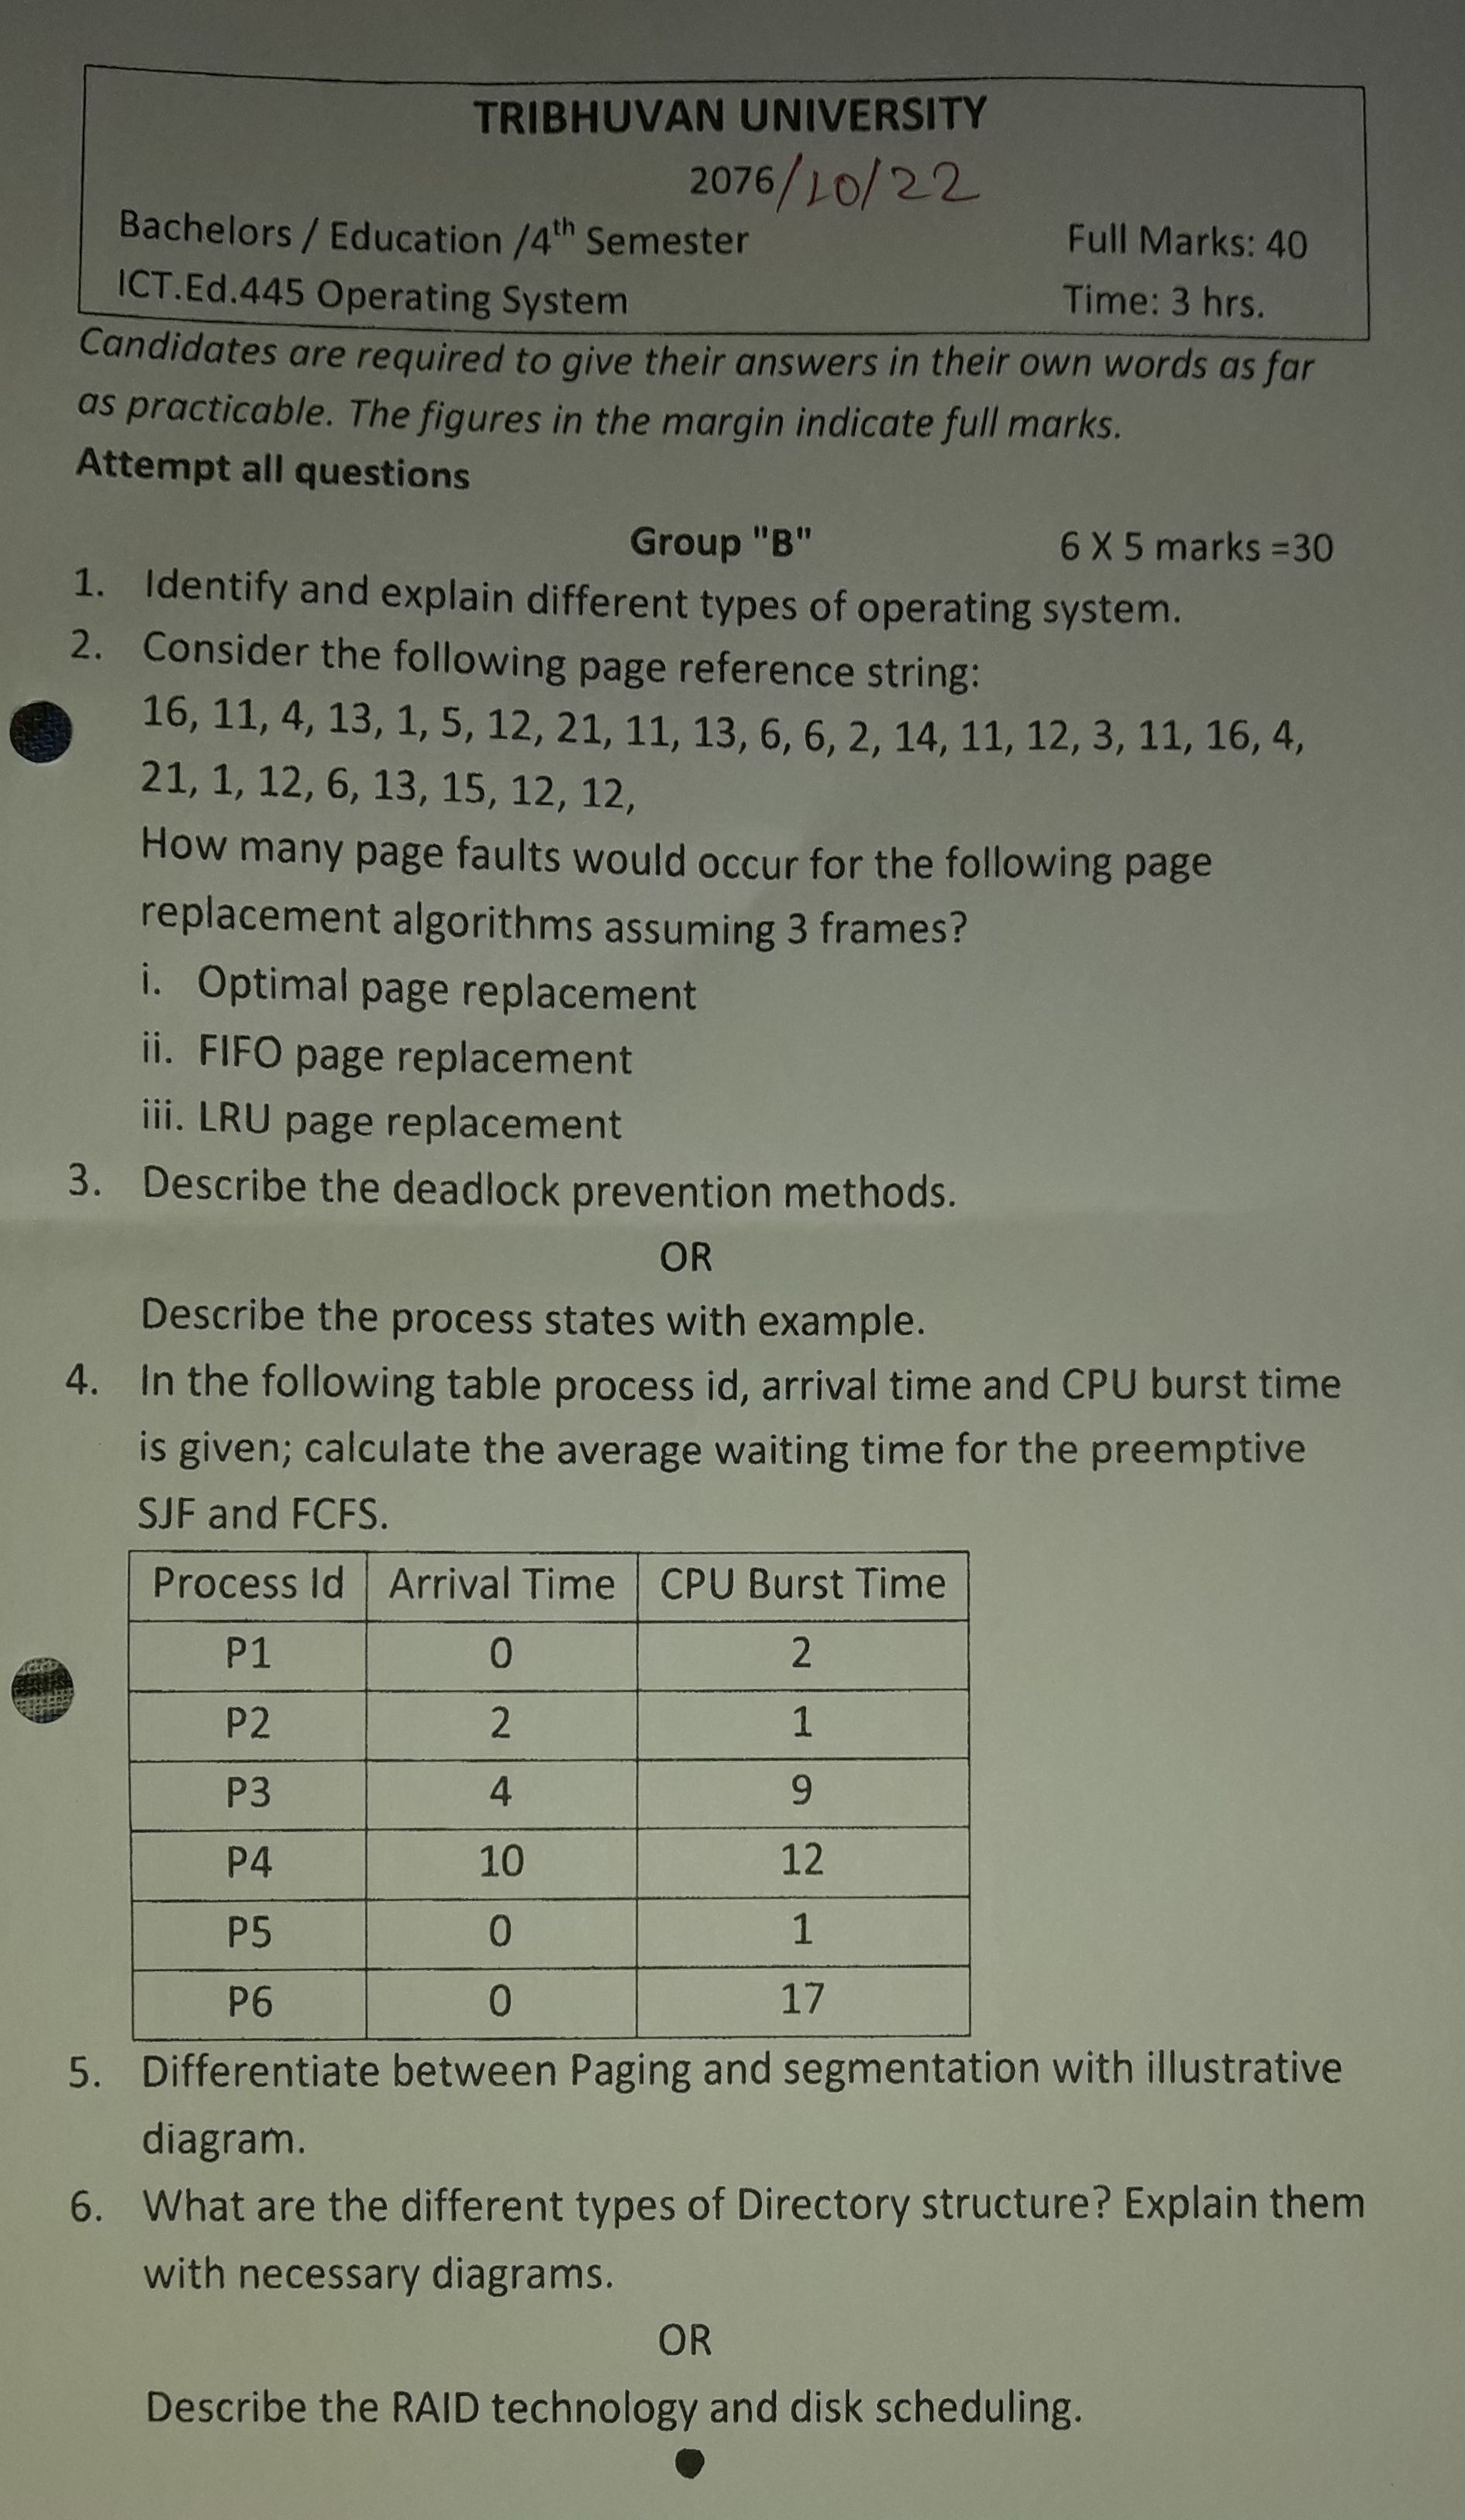 TRIBHUVAN UNIVERSITY
2076/10/22
Bachelors / Education /4th Semester Full Marks: 40
ICT.Ed.445 Operating System Time: 3 hrs.
Candidates are required to give their answers in their own words as far
as practicable. The figures in the margin indicate full marks.
Attempt all questions
Group "B" 6 X 5 marks =30
1. Identify and explain different types of operating system.
2. Consider the following page reference string:
16, 11, 4, 13, 1, 5, 12, 21, 11, 13, 6, 6, 2, 14, 11, 12, 3, 11, 16, 4,
21, 1, 12, 6, 13, 15, 12, 12,
How many page faults would occur for the following page
replacement algorithms assuming 3 frames?
i. Optimal page replacement
ii. FIFO page replacement
iii. LRU page replacement
3. Describe the deadlock prevention methods.
OR
Describe the process states with example.
4. In the following table process id, arrival time and CPU burst time
is given; calculate the average waiting time for the preemptive
SJF and FCFS.
Process Id Arrival Time CPU Burst Time
P1 0 2
P2 2 1
P3 4 9
P4 10 12
P5 0 1
P6 0 17
5. Differentiate between Paging and segmentation with illustrative
diagram.
6. What are the different types of Directory structure? Explain them
with necessary diagrams.
OR
Describe the RAID technology and disk scheduling.